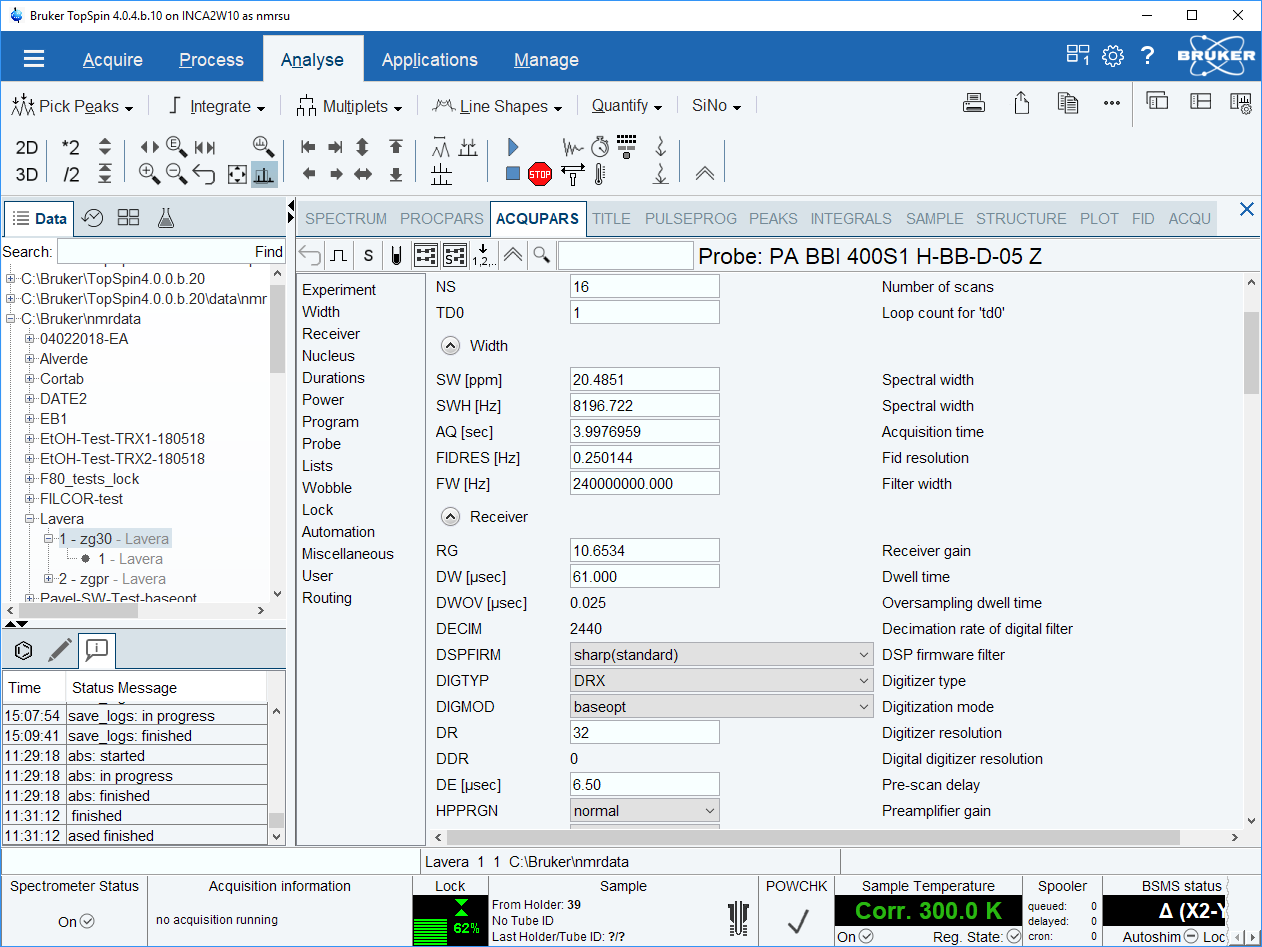 Bruker TopSpin 4.0.4.b.10 on INCA2W10 as nmrsu
Acquire Process Analyse Applications Manage
1 ? BRUKER
Pick Peaks Integrate Multiplets Line Shapes Quantify SiNo ...
2D *2 E
3D /2 STOP
Data
SPECTRUM PROCPARS ACQUPARS TITLE PULSEPROG PEAKS INTEGRALS SAMPLE STRUCTURE PLOT FID ACQU
Search: Find
S S 1,2,.. Probe: PA BBI 400S1 H-BB-D-05 Z
C:\Bruker\TopSpin4.0.0.b.20
C:\Bruker\TopSpin4.0.0.b.20\data\nmr
C:\Bruker\nmrdata
04022018-EA
Alverde
Cortab
DATE2
EB1
EtOH-Test-TRX1-180518
EtOH-Test-TRX2-180518
F80_tests_lock
FILCOR-test
Lavera
1 - zg30 - Lavera
1 - Lavera
2 - zgpr - Lavera
Pavel-SW-Test-baseopt
Experiment
Width
Receiver
Nucleus
Durations
Power
Program
Probe
Lists
Wobble
Lock
Automation
Miscellaneous
User
Routing
NS 16 Number of scans
TD0 1 Loop count for 'td0'
Width
SW [ppm] 20.4851 Spectral width
SWH [Hz] 8196.722 Spectral width
AQ [sec] 3.9976959 Acquisition time
FIDRES [Hz] 0.250144 Fid resolution
FW [Hz] 240000000.000 Filter width
Receiver
RG 10.6534 Receiver gain
DW [µsec] 61.000 Dwell time
DWOV [µsec] 0.025 Oversampling dwell time
DECIM 2440 Decimation rate of digital filter
DSPFIRM sharp(standard) DSP firmware filter
DIGTYP DRX Digitizer type
DIGMOD baseopt Digitization mode
DR 32 Digitizer resolution
DDR 0 Digital digitizer resolution
DE [µsec] 6.50 Pre-scan delay
HPPRGN normal Preamplifier gain
Time Status Message
15:07:54 save_logs: in progress
15:09:41 save_logs: finished
11:29:18 abs: started
11:29:18 abs: in progress
11:29:18 abs: finished
11:31:12 finished
11:31:12 ased finished
Lavera 1 1 C:\Bruker\nmrdata
Spectrometer Status
On
Acquisition information
no acquisition running
Lock
62%
Sample
From Holder: 39
No Tube ID
Last Holder/Tube ID: ?/?
POWCHK
Sample Temperature
Corr. 300.0 K
On Reg. State:
Spooler
queued: 0
delayed: 0
cron: 0
BSMS status
Δ (X2-Y
Autoshim Loc